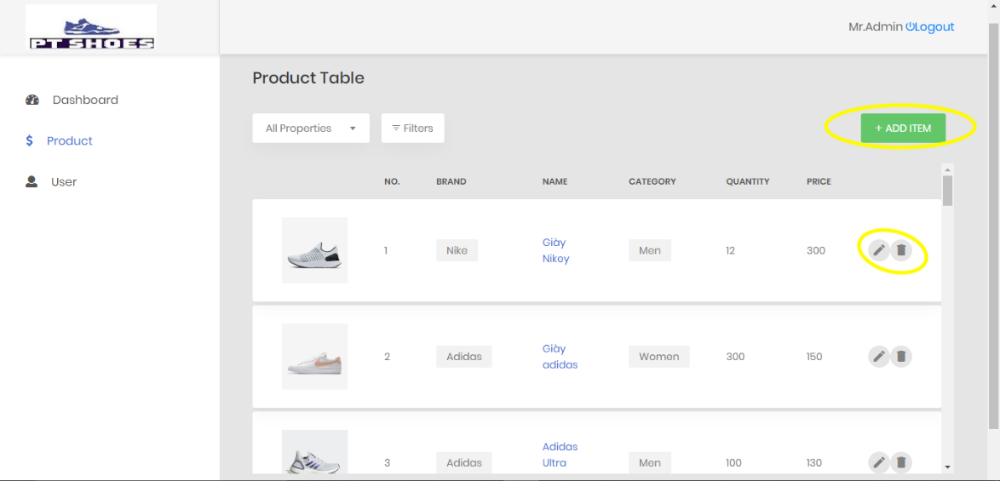 PT SHOES
Mr.Admin Logout
Dashboard
Product
User
Product Table
All Properties
Filters
+ ADD ITEM
NO. BRAND NAME CATEGORY QUANTITY PRICE
1 Nike Giày Nikey Men 12 300
2 Adidas Giày adidas Women 300 150
3 Adidas Adidas Ultra Men 100 130